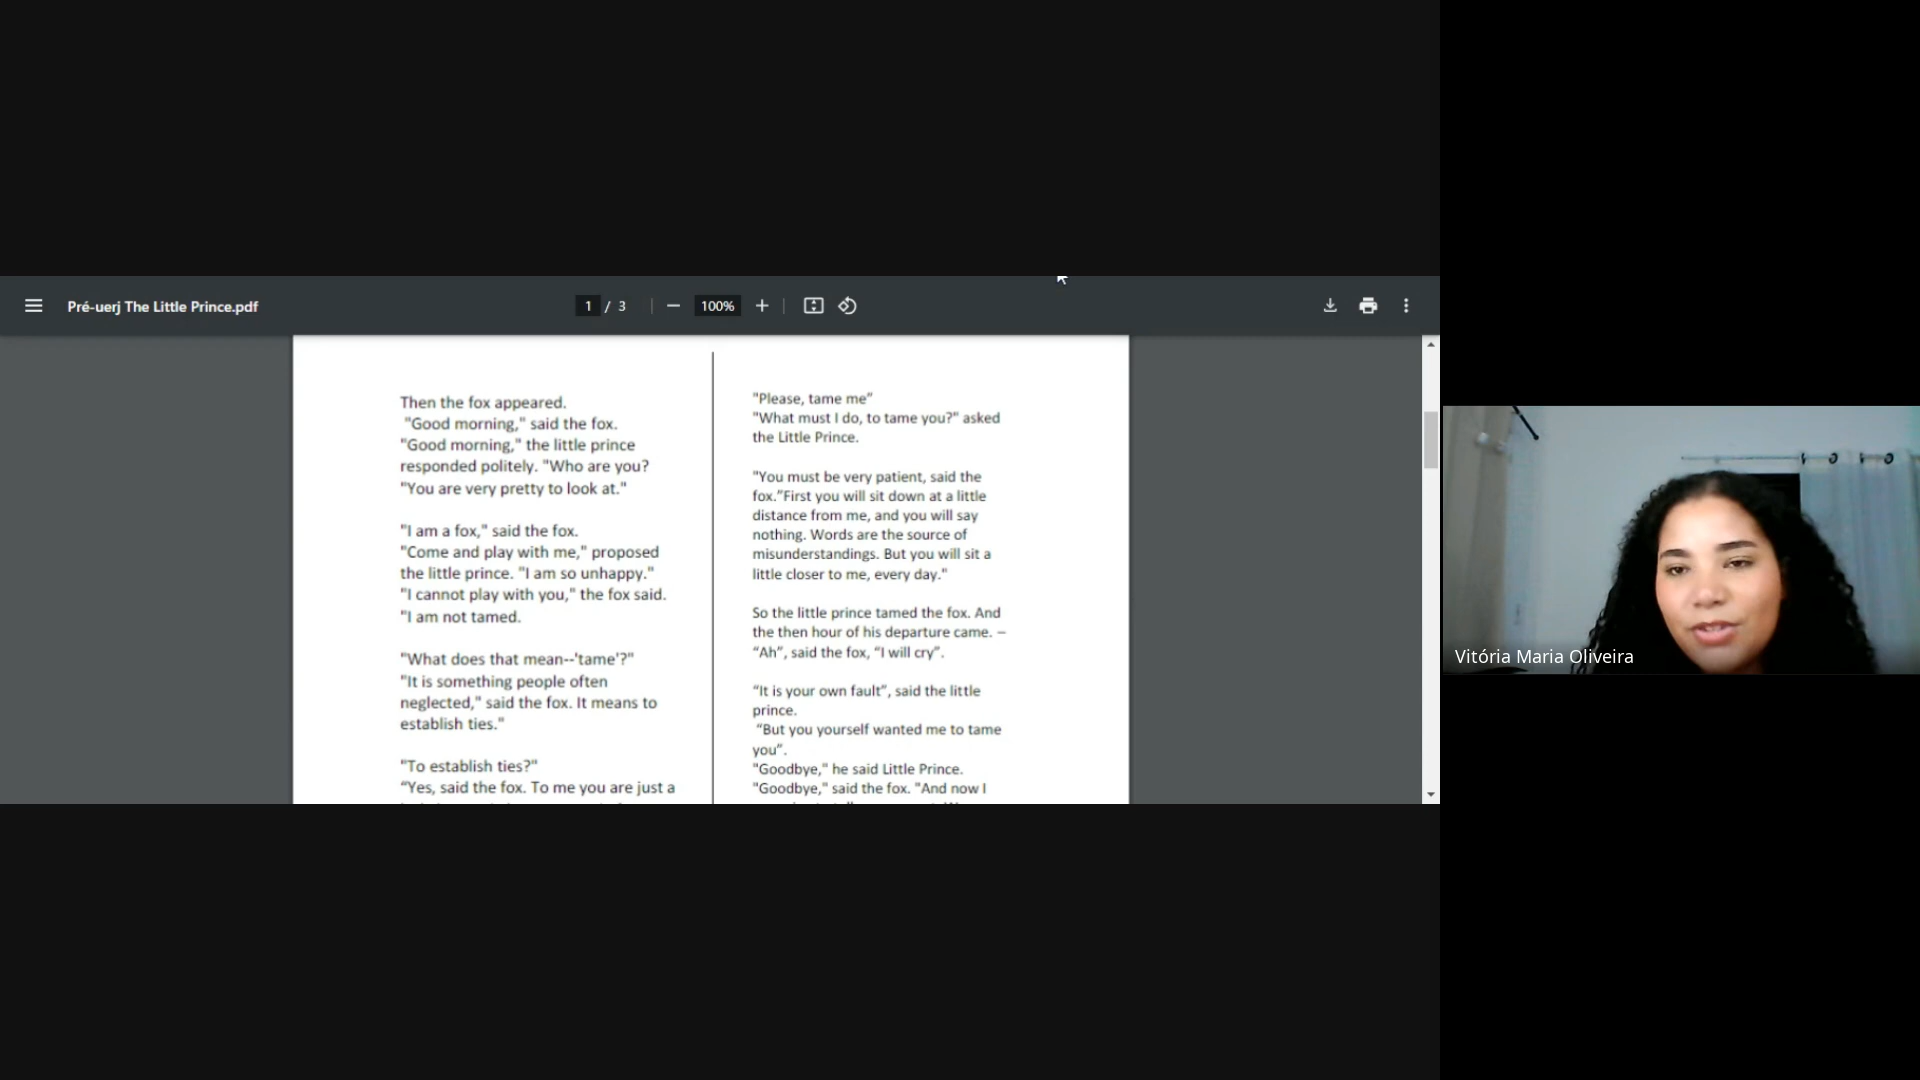 Pré-uerj The Little Prince.pdf
1 / 3
100%
Then the fox appeared.
"Good morning," said the fox.
"Good morning," the little prince
responded politely. "Who are you?
"You are very pretty to look at."
"I am a fox," said the fox.
"Come and play with me," proposed
the little prince. "I am so unhappy."
"I cannot play with you," the fox said.
"I am not tamed.
"What does that mean--'tame'?"
"It is something people often
neglected," said the fox. It means to
establish ties."
"To establish ties?"
“Yes, said the fox. To me you are just a
"Please, tame me”
"What must I do, to tame you?" asked
the Little Prince.
"You must be very patient, said the
fox.”First you will sit down at a little
distance from me, and you will say
nothing. Words are the source of
misunderstandings. But you will sit a
little closer to me, every day."
So the little prince tamed the fox. And
the then hour of his departure came. –
“Ah”, said the fox, “I will cry”.
“It is your own fault”, said the little
prince.
“But you yourself wanted me to tame
you”.
"Goodbye," he said Little Prince.
"Goodbye," said the fox. "And now I
Vitória Maria Oliveira